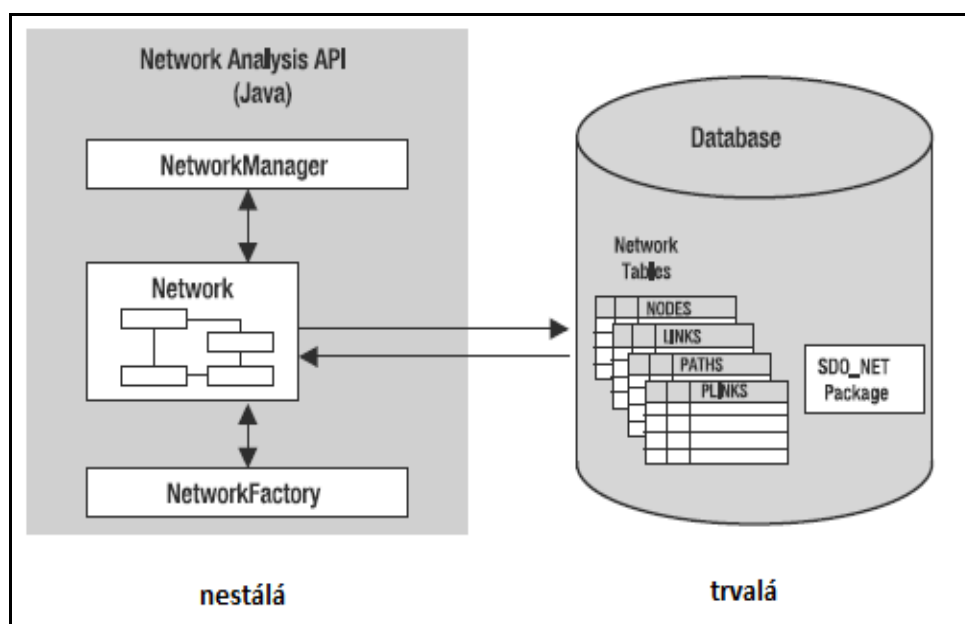 Network Analysis API
(Java)
NetworkManager
Network
NetworkFactory
nestálá
Database
Network
Tables
NODES
LINKS
PATHS
PLINKS
SDO_NET
Package
trvalá